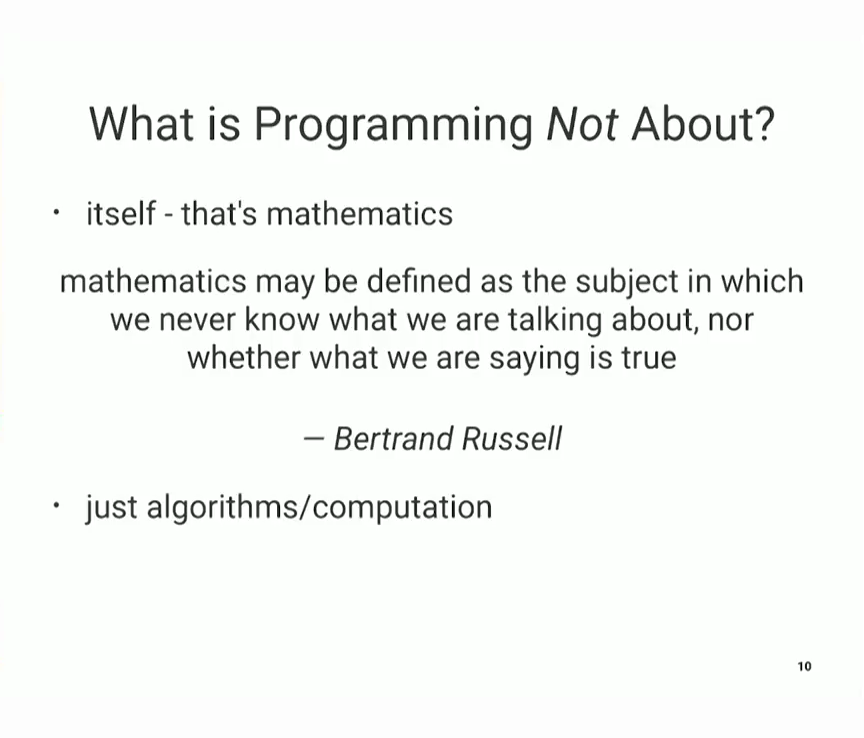 What is Programming Not About?
• itself - that's mathematics
mathematics may be defined as the subject in which
we never know what we are talking about, nor
whether what we are saying is true
– Bertrand Russell
• just algorithms/computation
10